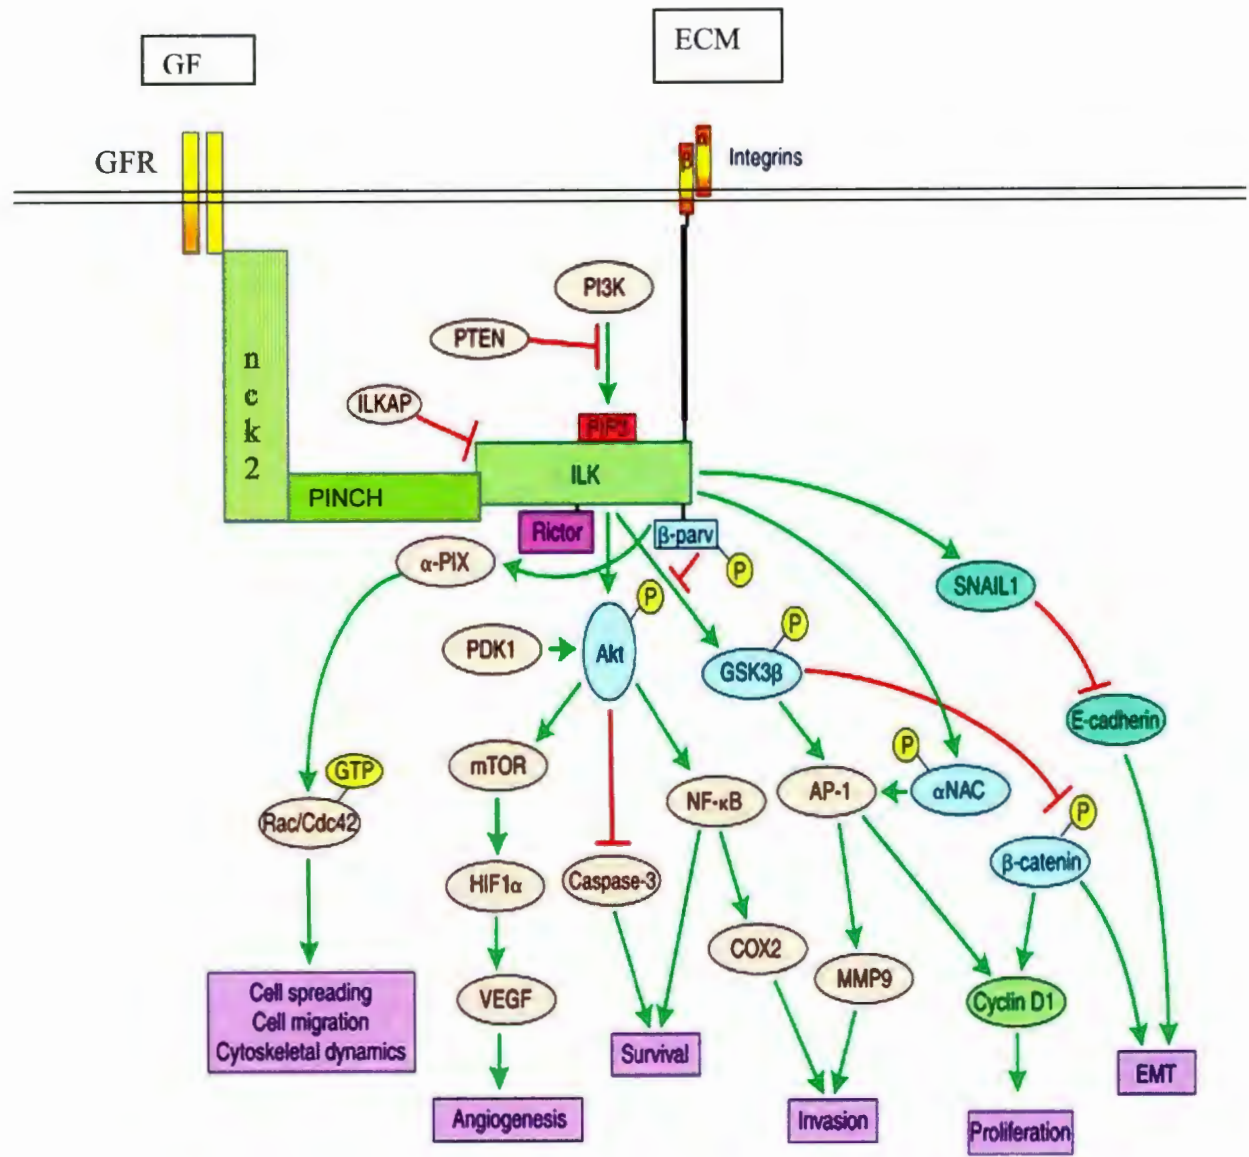 GF
ECM
GFR
β
α
Integrins
PI3K
PTEN
n
c
k
2
ILKAP
PIP3
ILK
PINCH
Rictor
β-parv
P
α-PIX
SNAIL1
P
P
PDK1
Akt
GSK3β
E-cadherin
GTP
mTOR
P
Rac/Cdc42
NF-κB
AP-1
αNAC
P
β-catenin
HIF1α
Caspase-3
COX2
MMP9
VEGF
Cyclin D1
Cell spreading
Cell migration
Cytoskeletal dynamics
Survival
EMT
Angiogenesis
Invasion
Proliferation